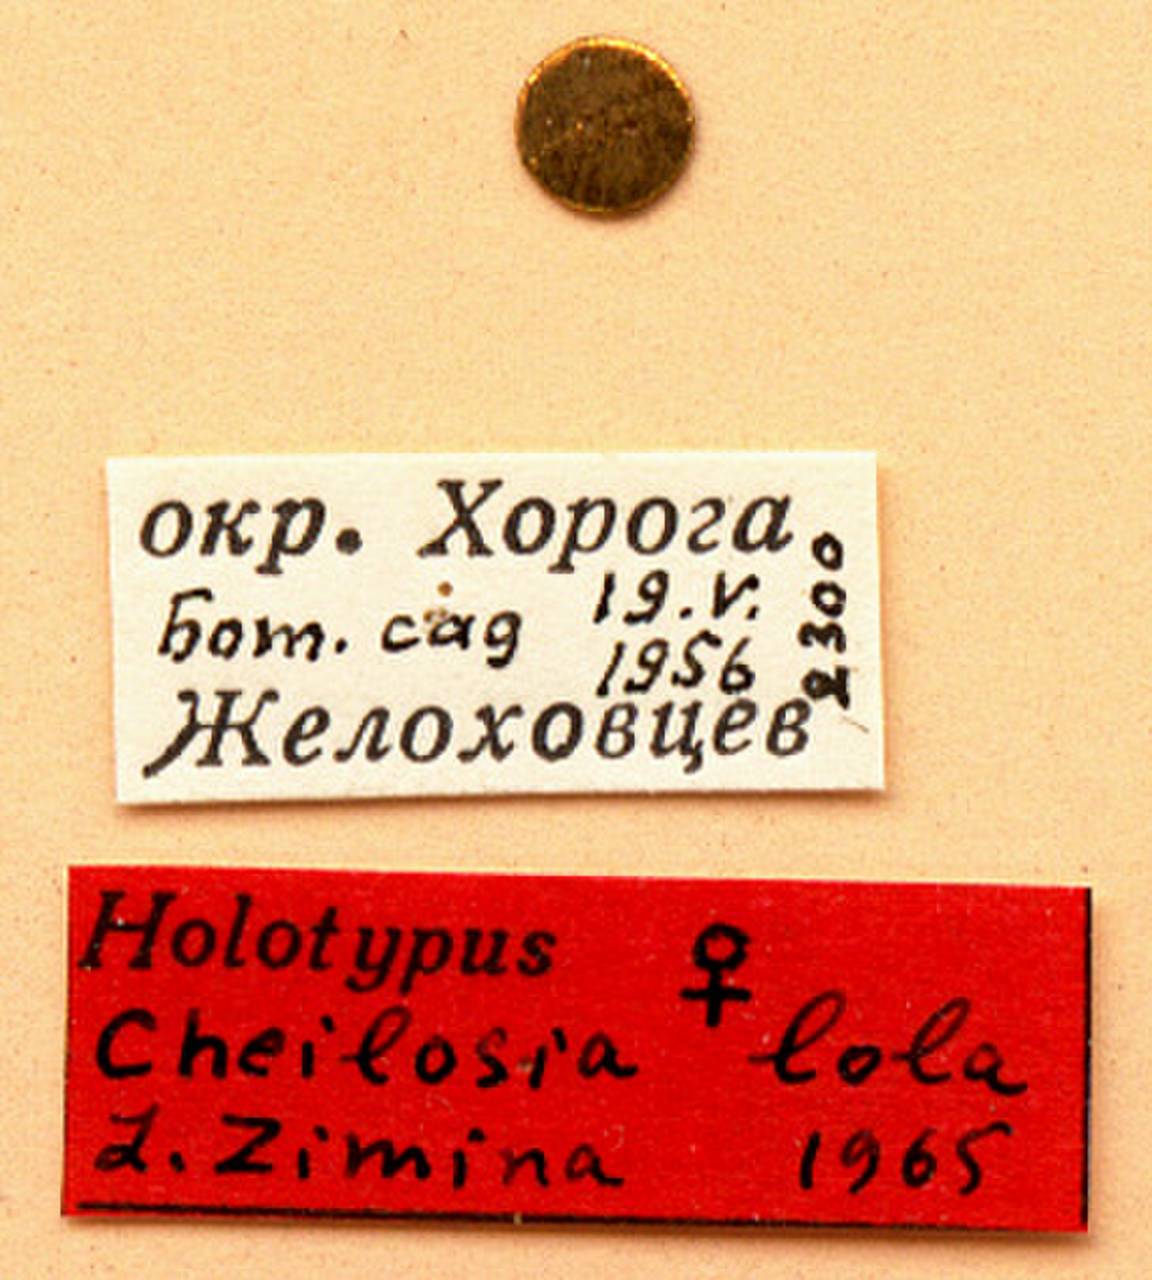 окр. Хорога.
Бот. сад 19.V.
1956
2300
Желоховцев
Holotypus ♀
Cheilosia lola
L. Zimina 1965